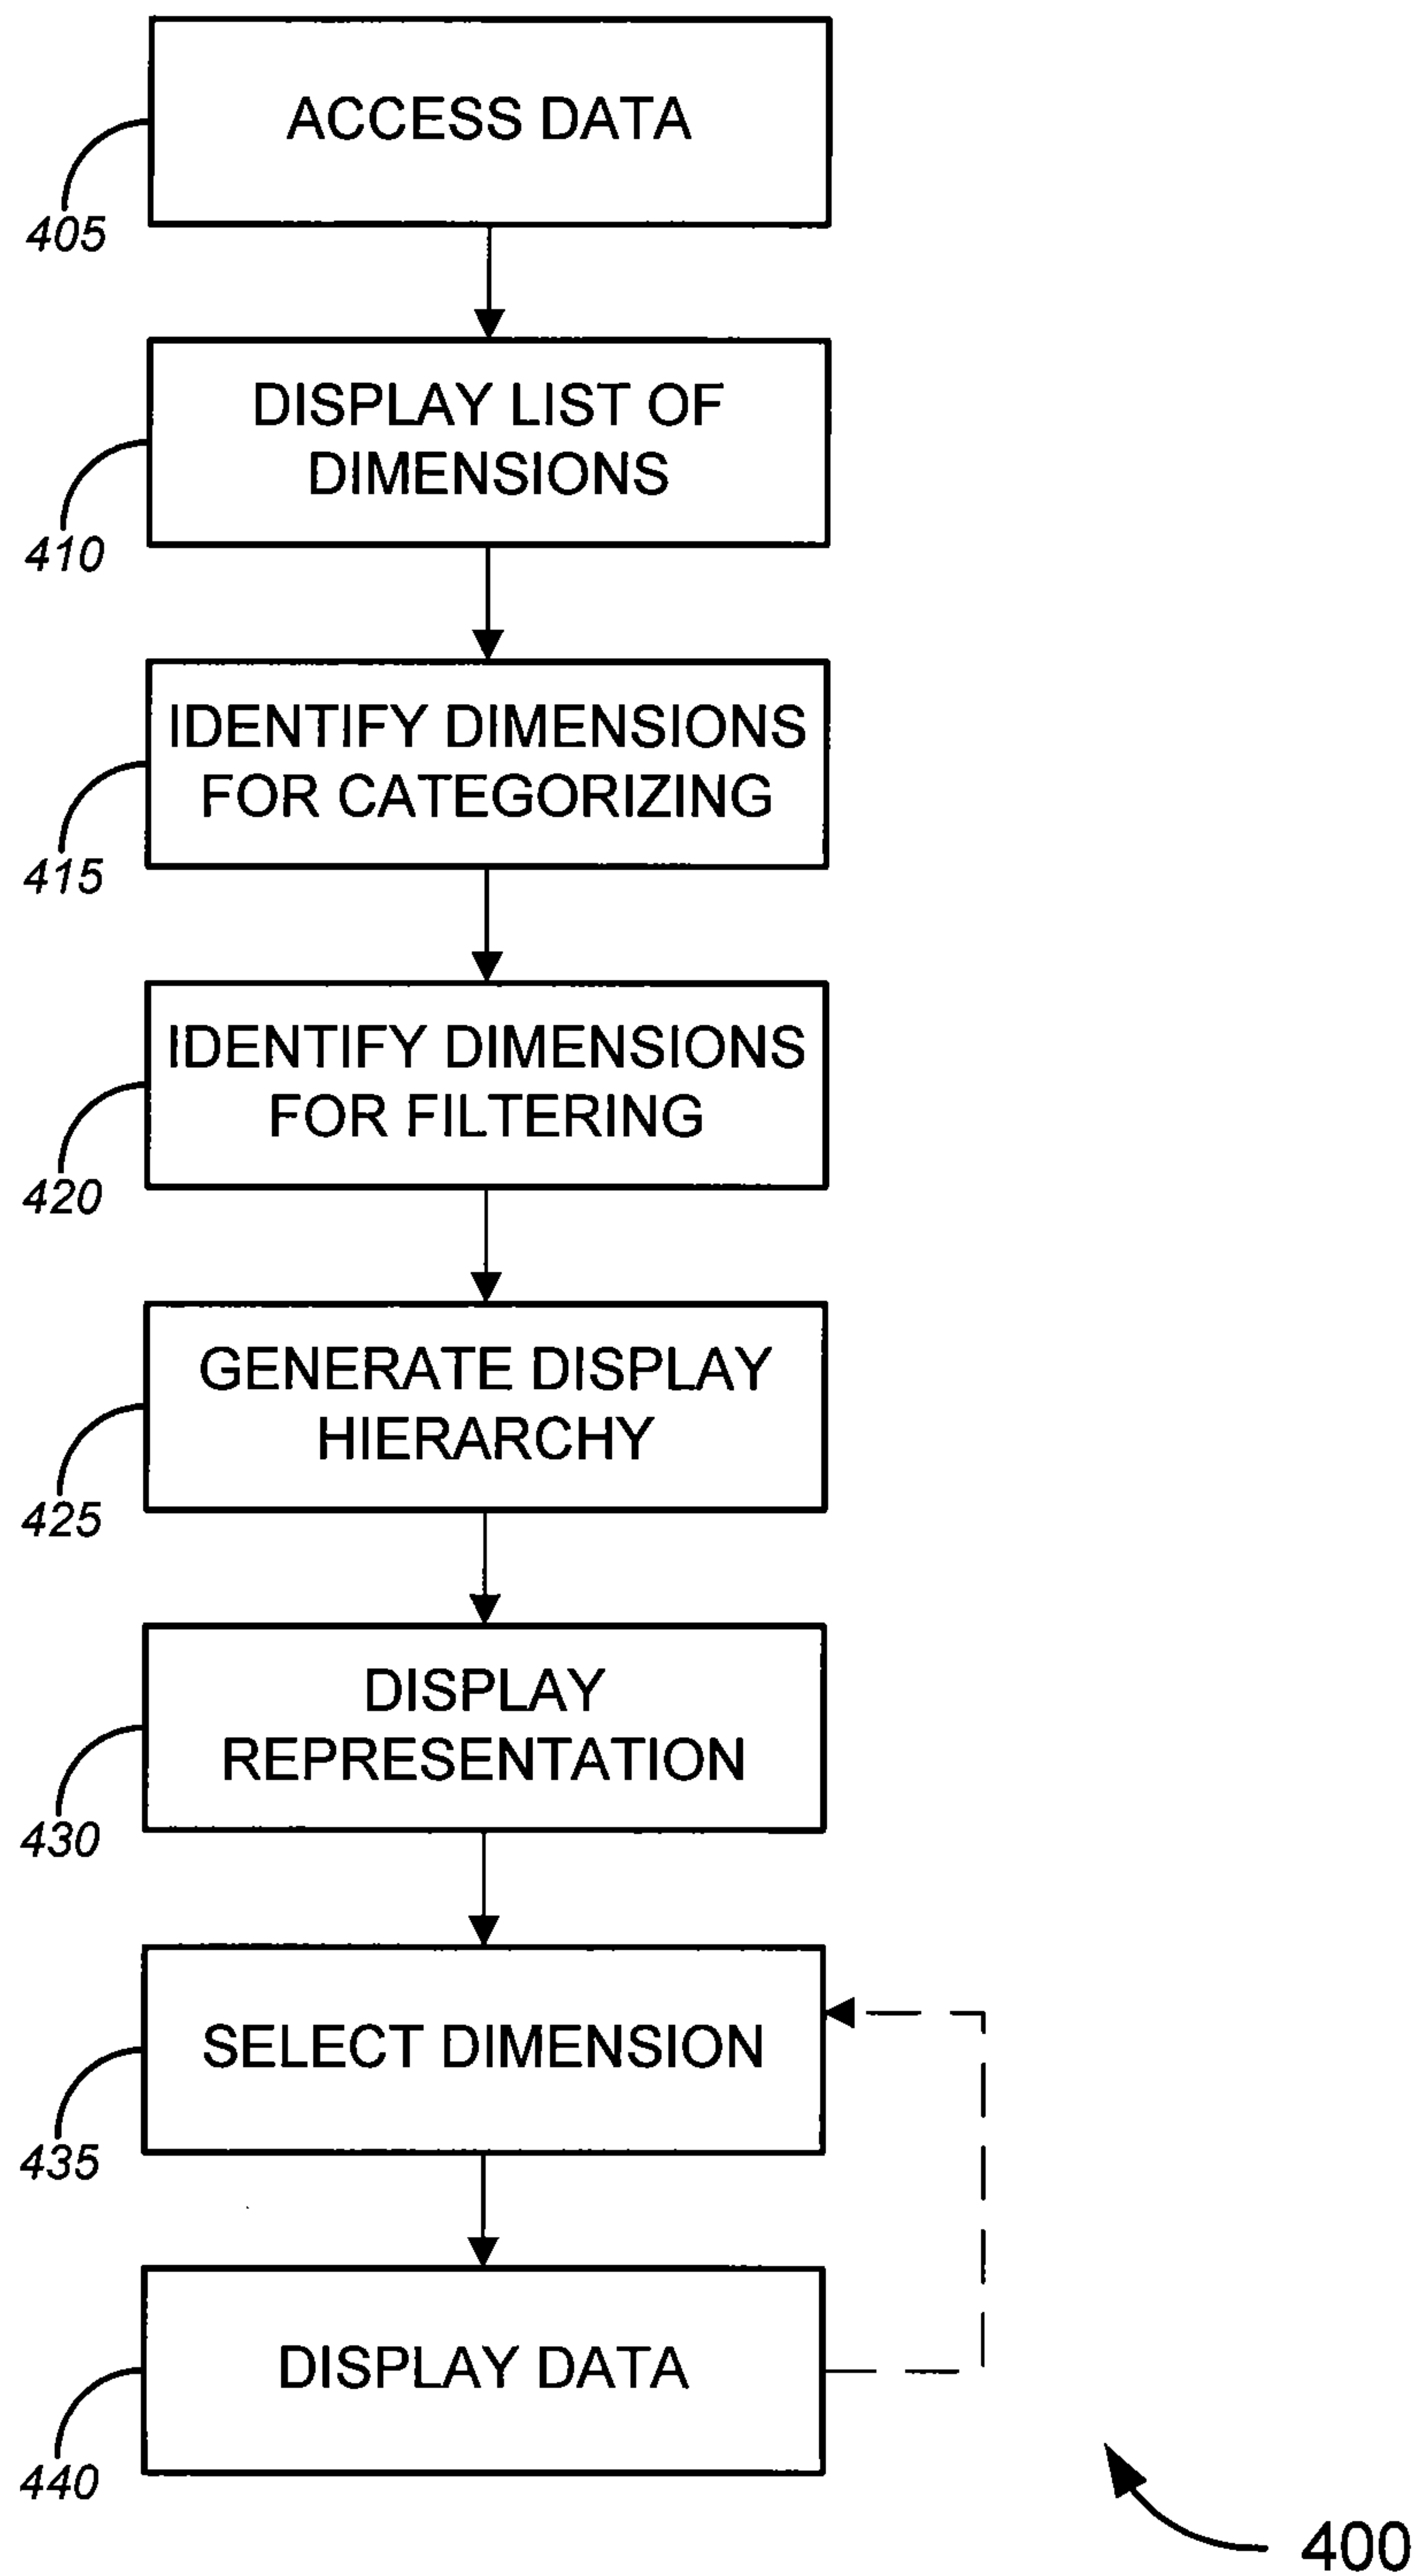 ACCESS DATA
405
DISPLAY LIST OF
DIMENSIONS
410
IDENTIFY DIMENSIONS
FOR CATEGORIZING
415
IDENTIFY DIMENSIONS
FOR FILTERING
420
GENERATE DISPLAY
HIERARCHY
425
DISPLAY
REPRESENTATION
430
SELECT DIMENSION
435
DISPLAY DATA
440
400